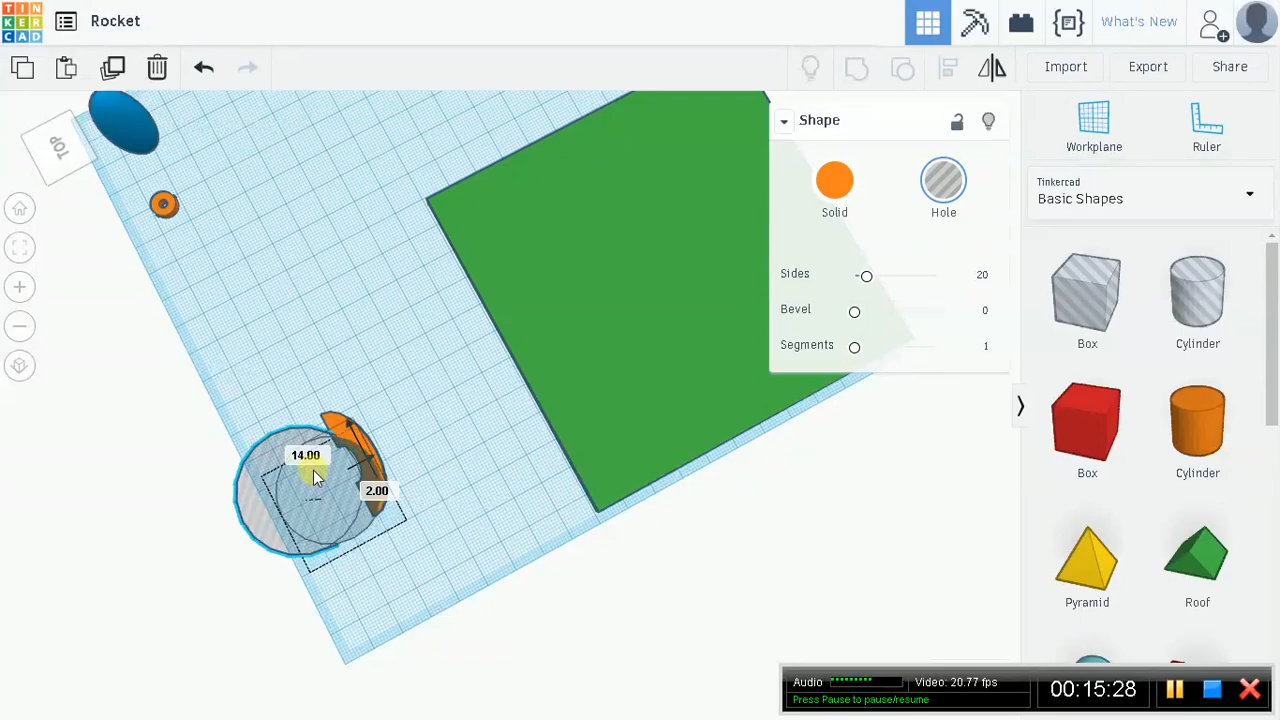 TIN
KER
CAD
Rocket
What's New
Import
Export
Share
TOP
Shape
Solid
Hole
Sides
20
Bevel
0
Segments
1
Workplane
Ruler
Tinkercad
Basic Shapes
Box
Cylinder
Box
Cylinder
Pyramid
Roof
14.00
2.00
Audio
Video: 20.77 fps
Press Pause to pause/resume
00:15:28